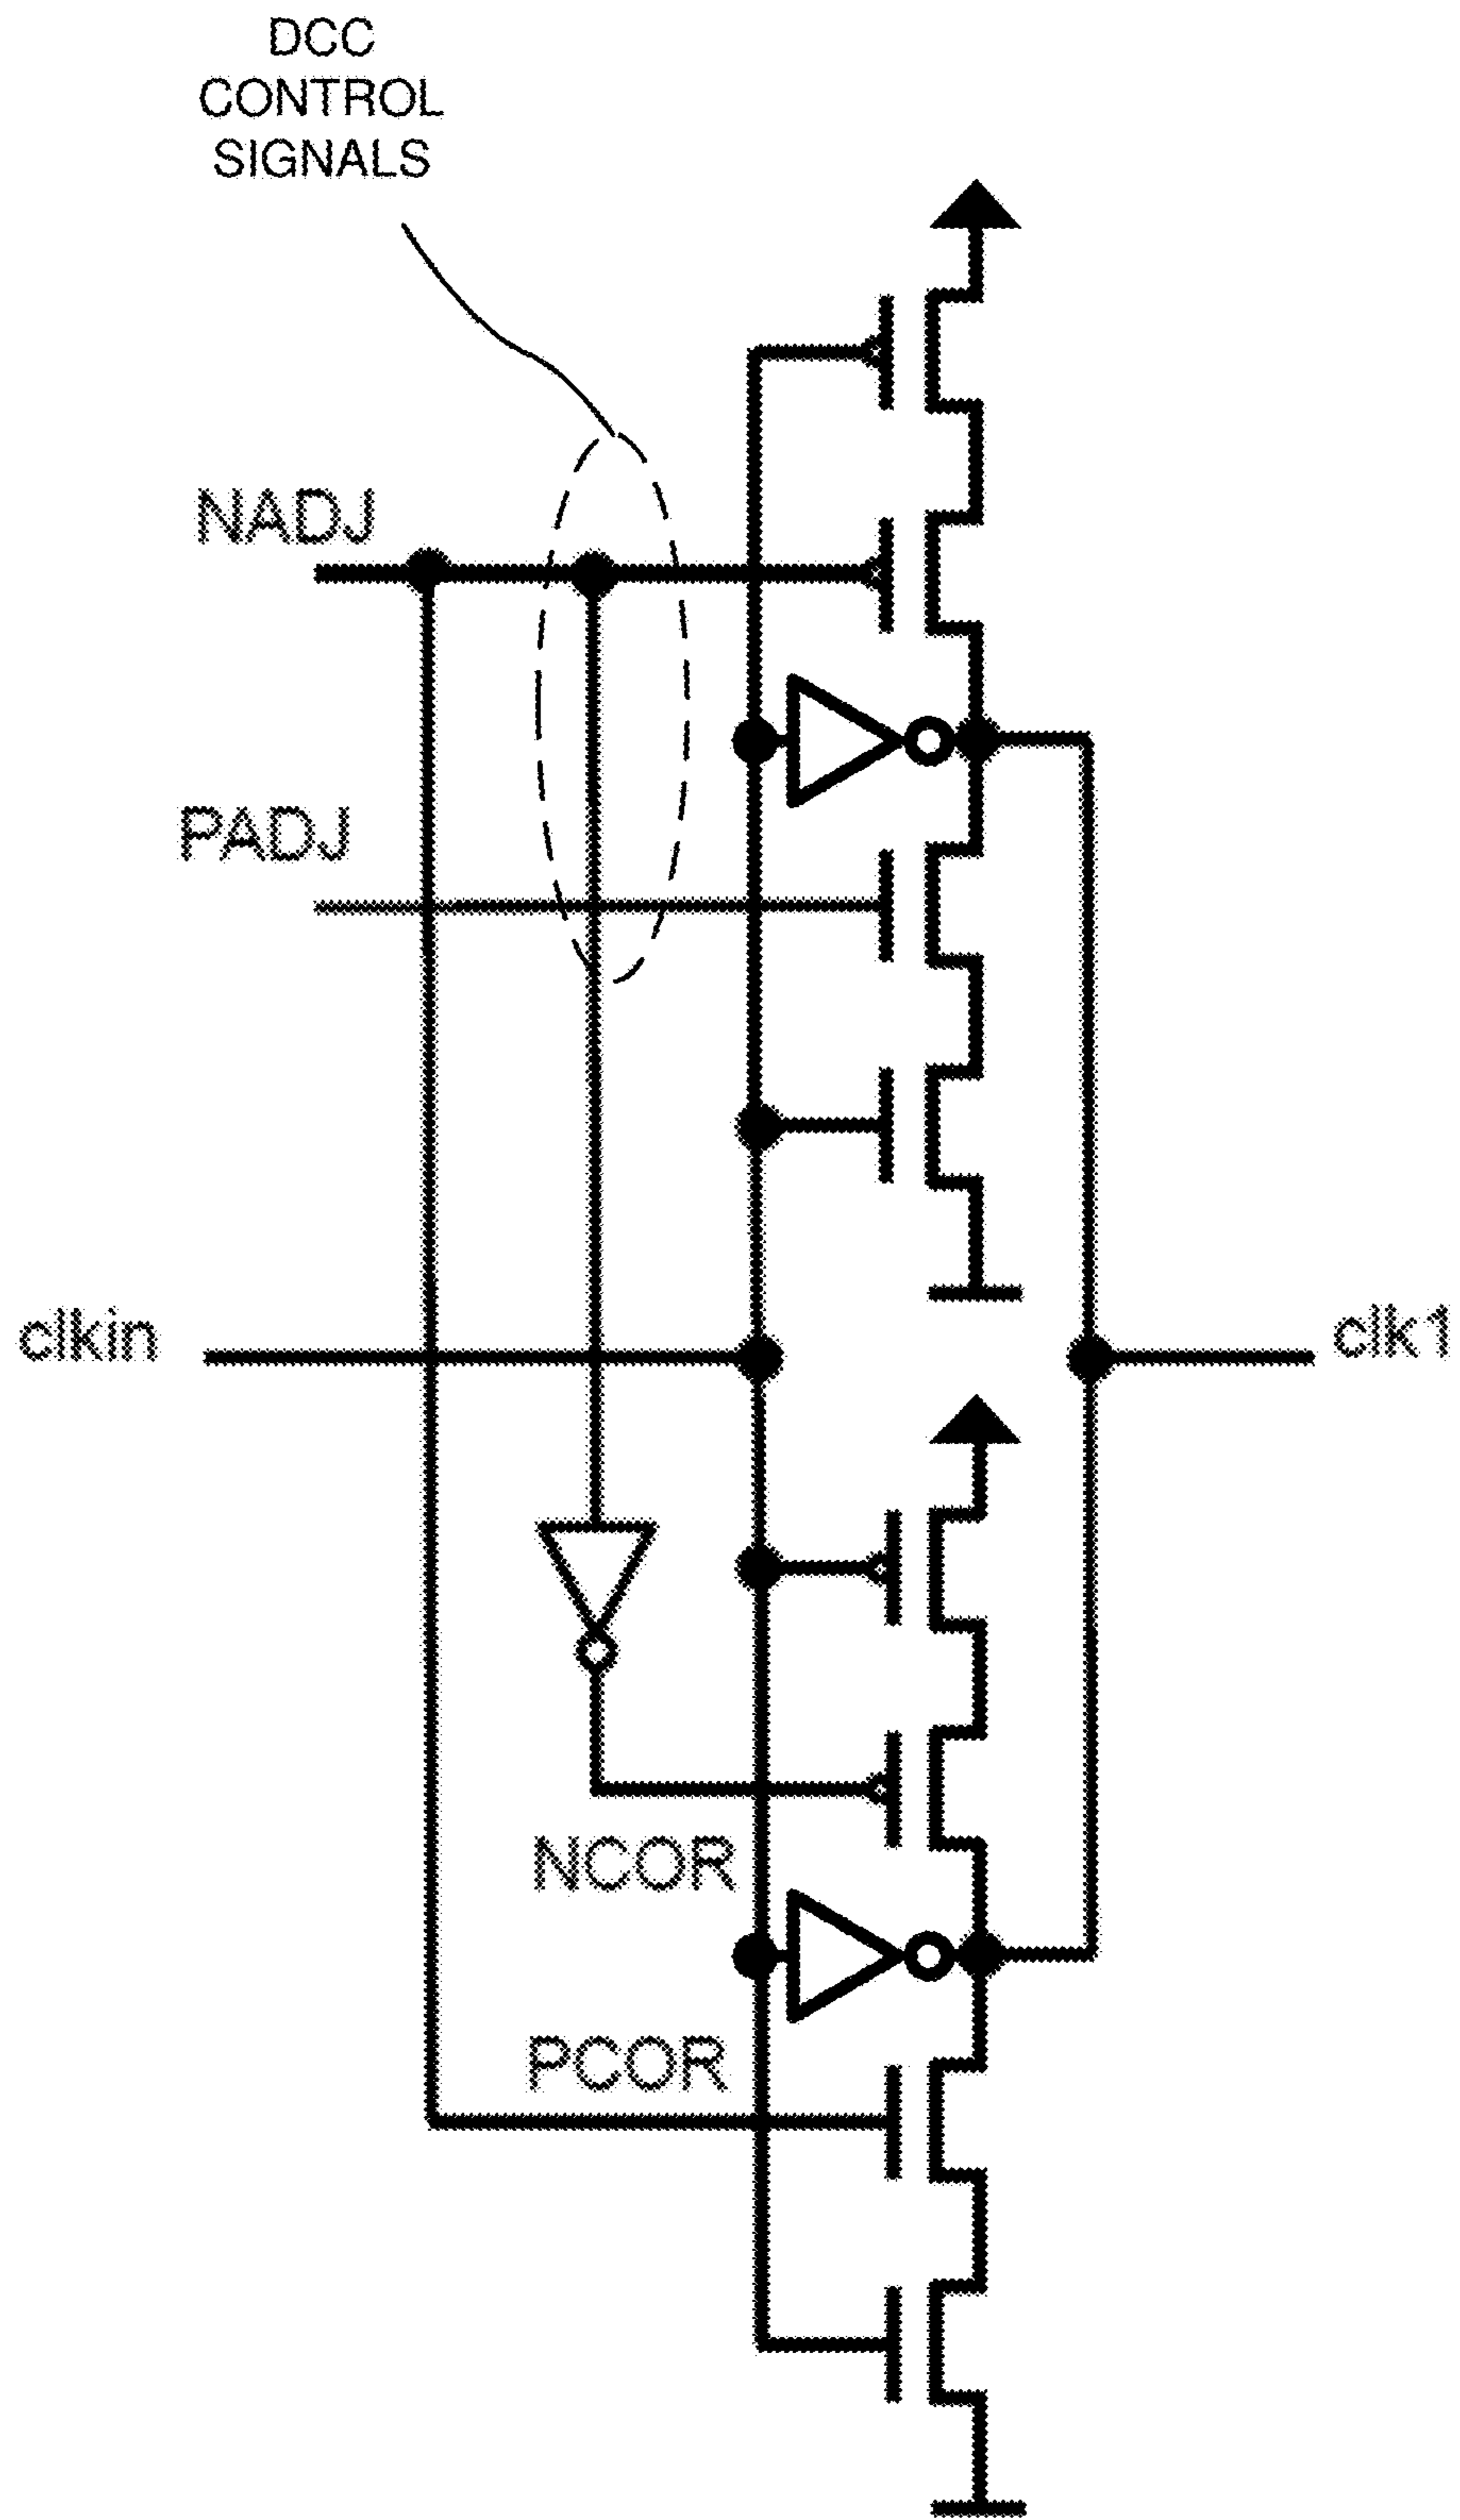 DCC
CONTROL
SIGNALS
NADJ
PADJ
clkin
clk1
NCOR
PCOR